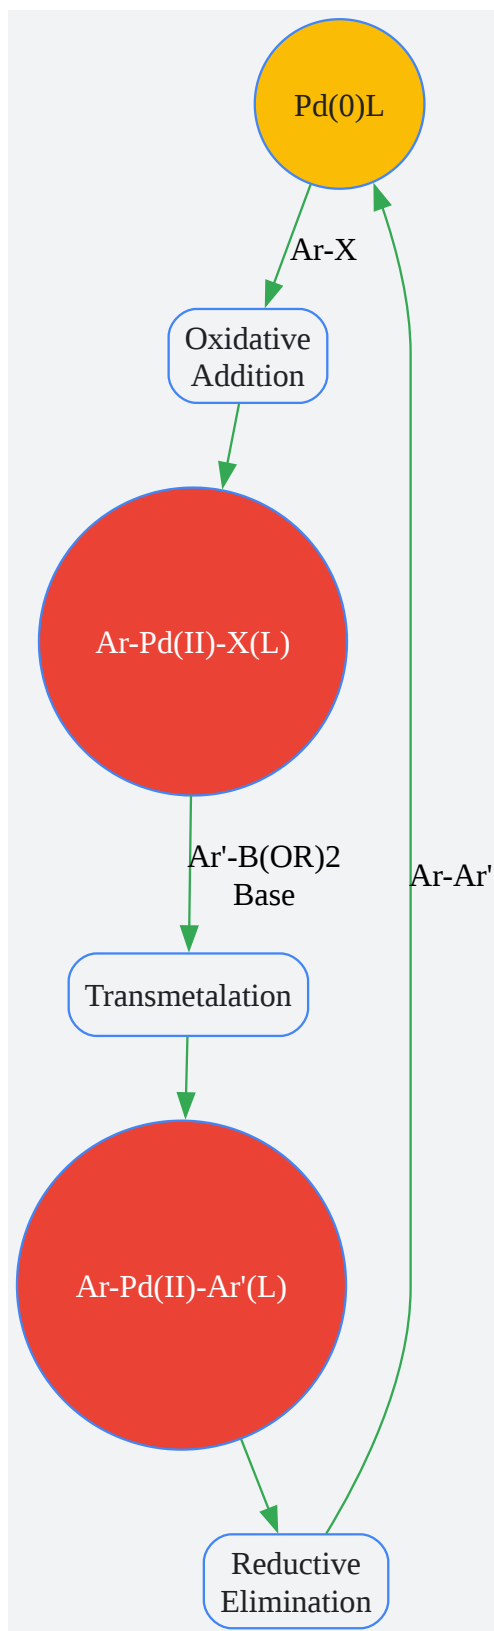 Pd(0)L
Ar-X
Oxidative
Addition
Ar-Pd(II)-X(L)
Ar'-B(OR)2
Base
Ar-Ar'
Transmetalation
Ar-Pd(II)-Ar'(L)
Reductive
Elimination